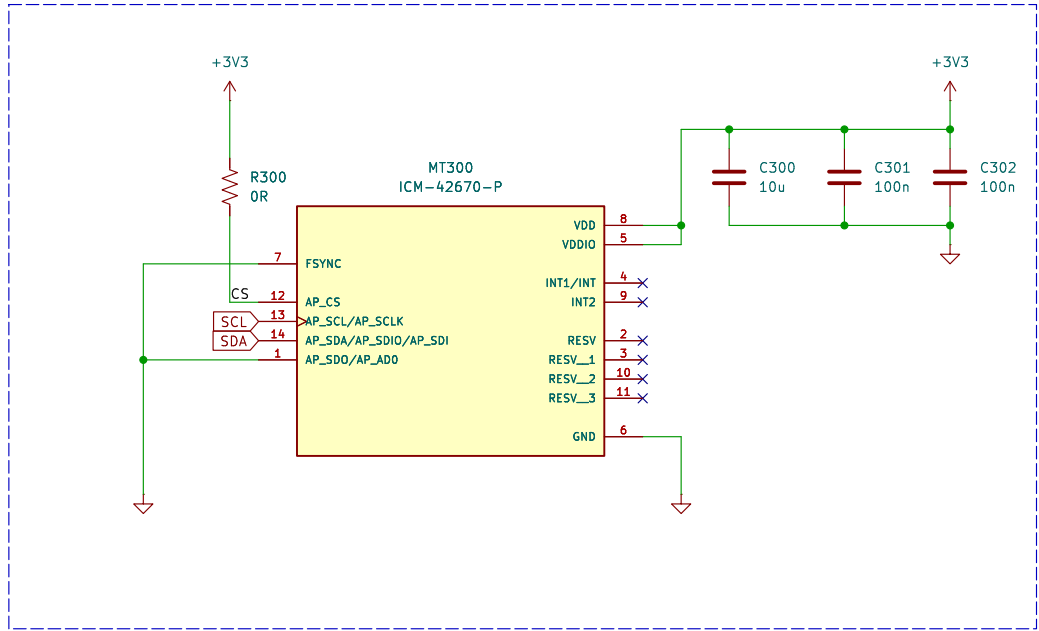 +3V3
+3V3
R300
0R
MT300
ICM-42670-P
C300
10u
C301
100n
C302
100n
7 FSYNC
CS
12 AP_CS
SCL 13 AP_SCL/AP_SCLK
SDA 14 AP_SDA/AP_SDIO/AP_SDI
1 AP_SDO/AP_AD0
VDD 8
VDDIO 5
INT1/INT 4
INT2 9
RESV 2
RESV__1 3
RESV__2 10
RESV__3 11
GND 6